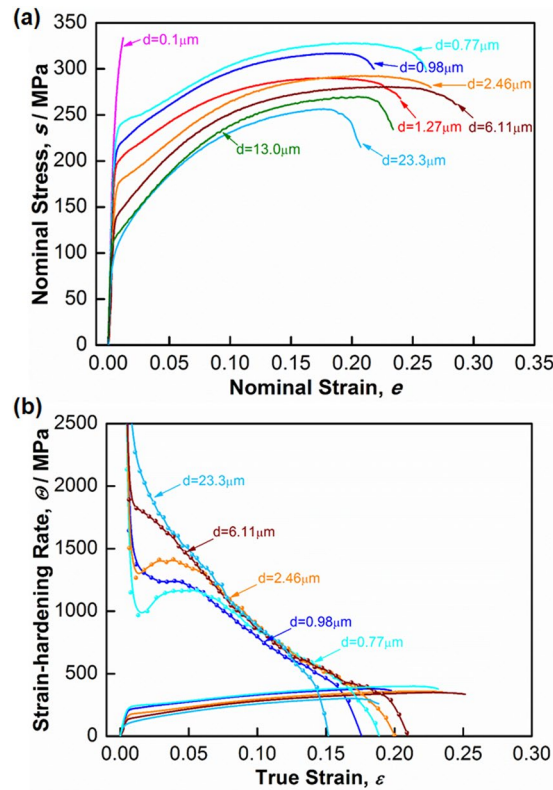 (a)
350
300
250
200
150
100
50
0
Nominal Stress, s / MPa
d=0.1μm
d=0.77μm
d=0.98μm
d=2.46μm
d=1.27μm
d=6.11μm
d=13.0μm
d=23.3μm
0.00 0.05 0.10 0.15 0.20 0.25 0.30 0.35
Nominal Strain, e
(b)
2500
2000
1500
1000
500
0
Strain-hardening Rate, Θ / MPa
d=23.3μm
d=6.11μm
d=2.46μm
d=0.98μm
d=0.77μm
0.00 0.05 0.10 0.15 0.20 0.25 0.30
True Strain, ε